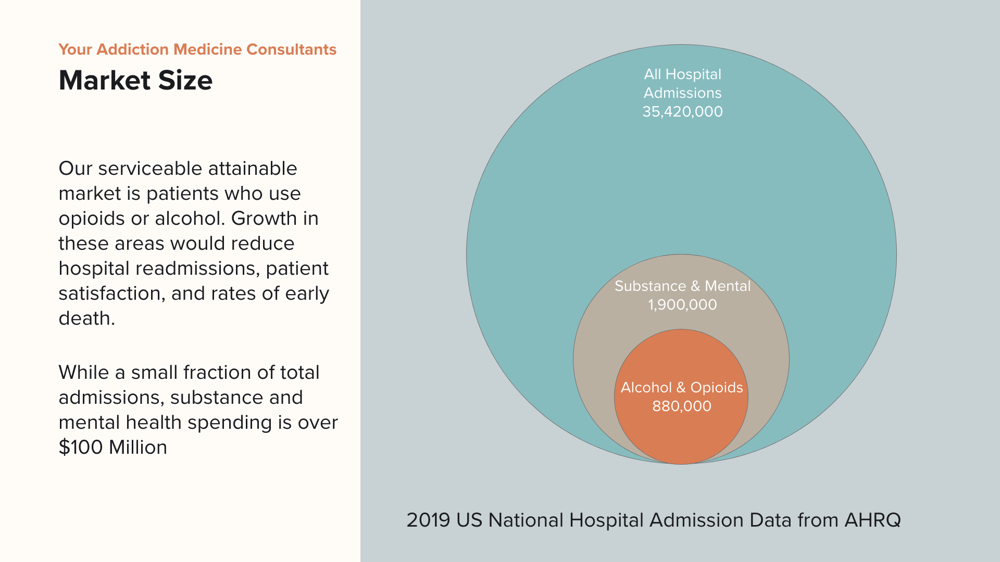 Your Addiction Medicine Consultants
Market Size
Our serviceable attainable
market is patients who use
opioids or alcohol. Growth in
these areas would reduce
hospital readmissions, patient
satisfaction, and rates of early
death.
While a small fraction of total
admissions, substance and
mental health spending is over
$100 Million
All Hospital
Admissions
35,420,000
Substance & Mental
1,900,000
Alcohol & Opioids
880,000
2019 US National Hospital Admission Data from AHRQ